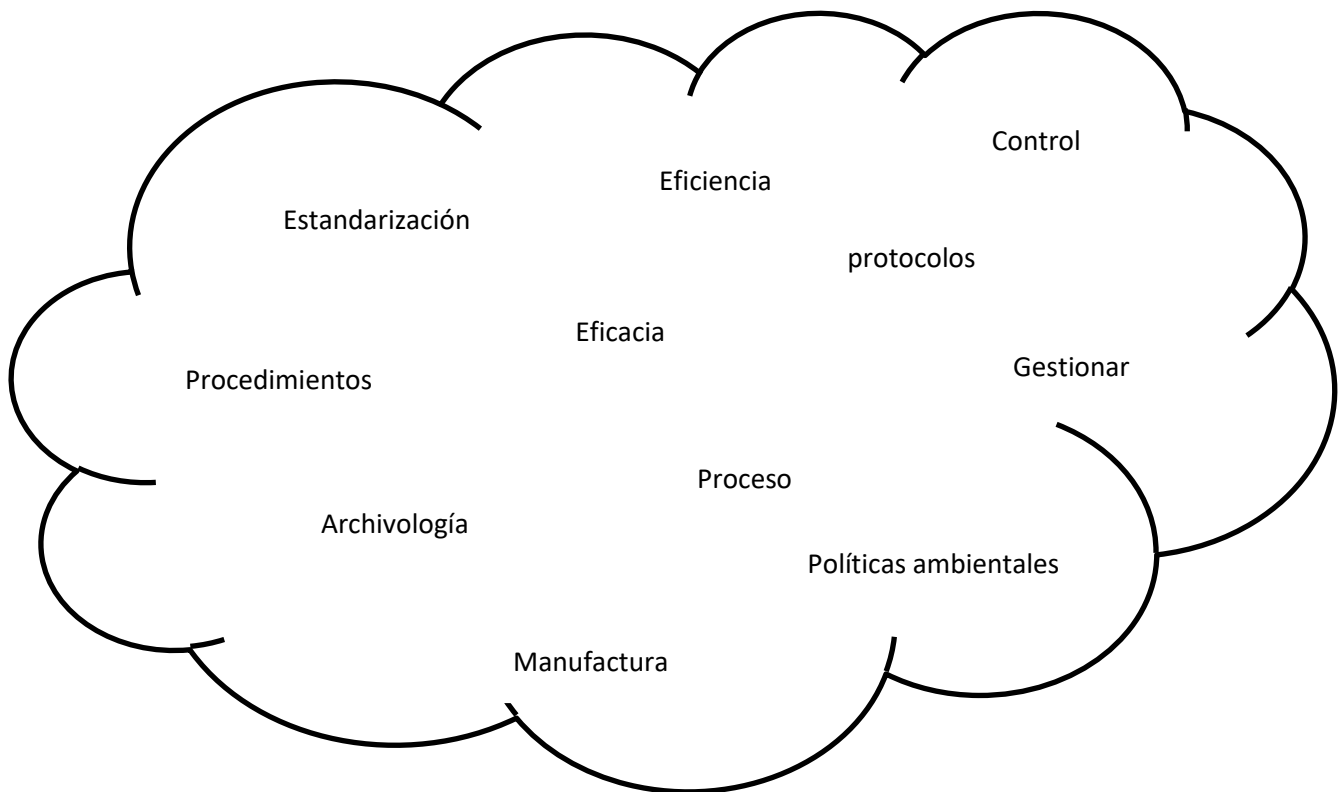 Control
Eficiencia
Estandarización
protocolos
Eficacia
Gestionar
Procedimientos
Proceso
Archivología
Políticas ambientales
Manufactura